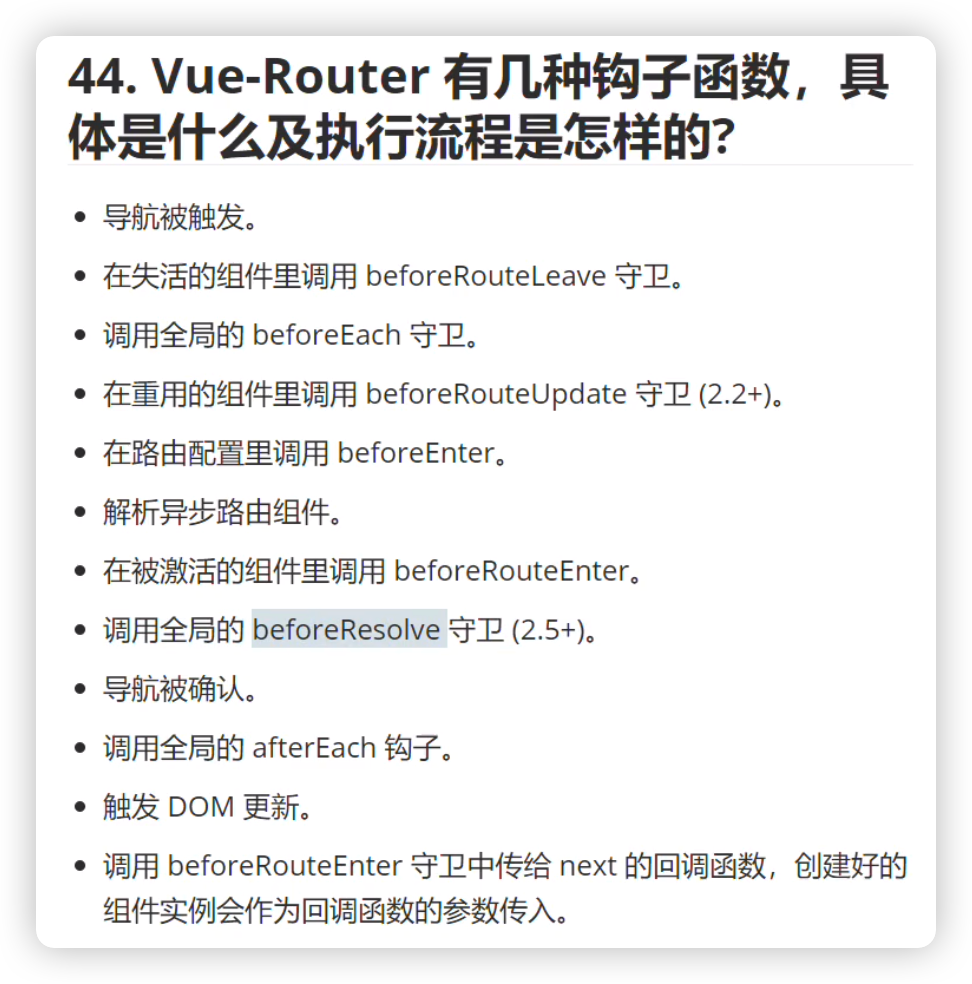 44. Vue-Router 有几种钩子函数，具
体是什么及执行流程是怎样的?
• 导航被触发。
• 在失活的组件里调用 beforeRouteLeave 守卫。
• 调用全局的 beforeEach 守卫。
• 在重用的组件里调用 beforeRouteUpdate 守卫 (2.2+)。
• 在路由配置里调用 beforeEnter。
• 解析异步路由组件。
• 在被激活的组件里调用 beforeRouteEnter。
• 调用全局的 beforeResolve 守卫 (2.5+)。
• 导航被确认。
• 调用全局的 afterEach 钩子。
• 触发 DOM 更新。
• 调用 beforeRouteEnter 守卫中传给 next 的回调函数，创建好的
组件实例会作为回调函数的参数传入。